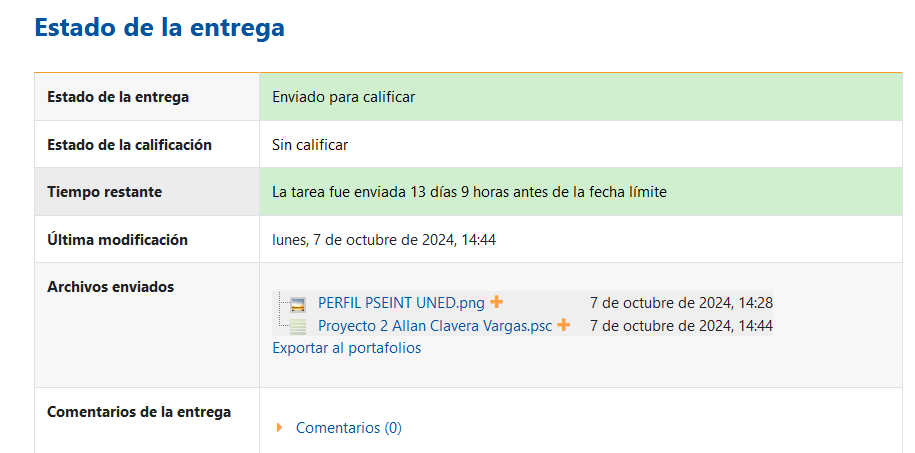 Estado de la entrega
Estado de la entrega Enviado para calificar
Estado de la calificación Sin calificar
Tiempo restante La tarea fue enviada 13 días 9 horas antes de la fecha límite
Última modificación lunes, 7 de octubre de 2024, 14:44
Archivos enviados
PERFIL PSEINT UNED.png 7 de octubre de 2024, 14:28
Proyecto 2 Allan Clavera Vargas.psc 7 de octubre de 2024, 14:44
Exportar al portafolios
Comentarios de la entrega
Comentarios (0)